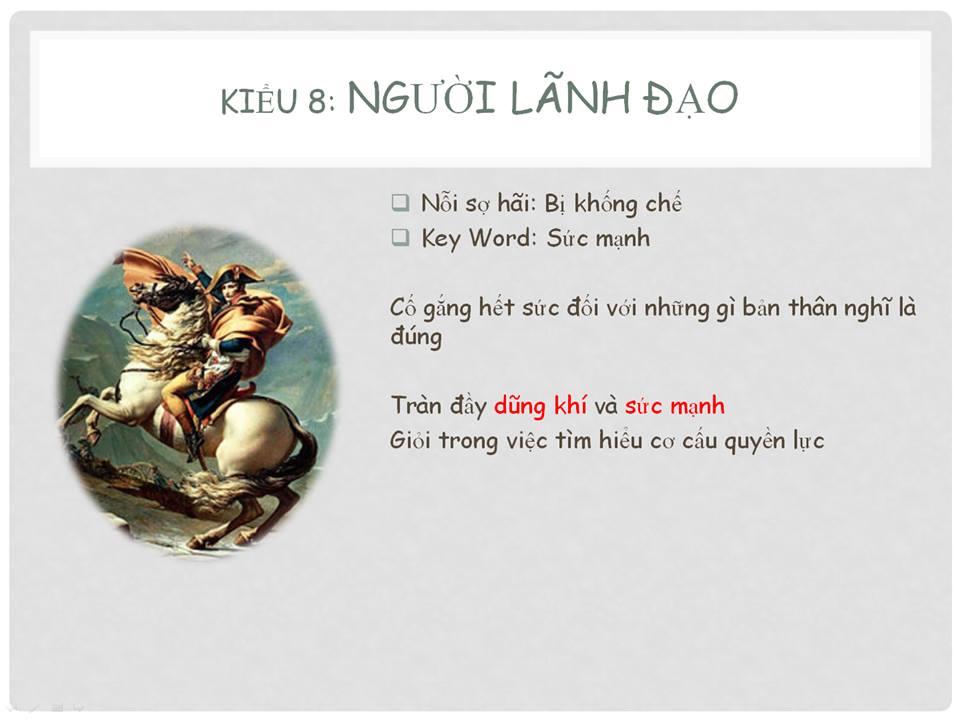 KIỂU 8: NGƯỜI LÃNH ĐẠO
Nỗi sợ hãi: Bị khống chế
Key Word: Sức mạnh
Cố gắng hết sức đối với những gì bản thân nghĩ là
đúng
Tràn đầy dũng khí và sức mạnh
Giỏi trong việc tìm hiểu cơ cấu quyền lực